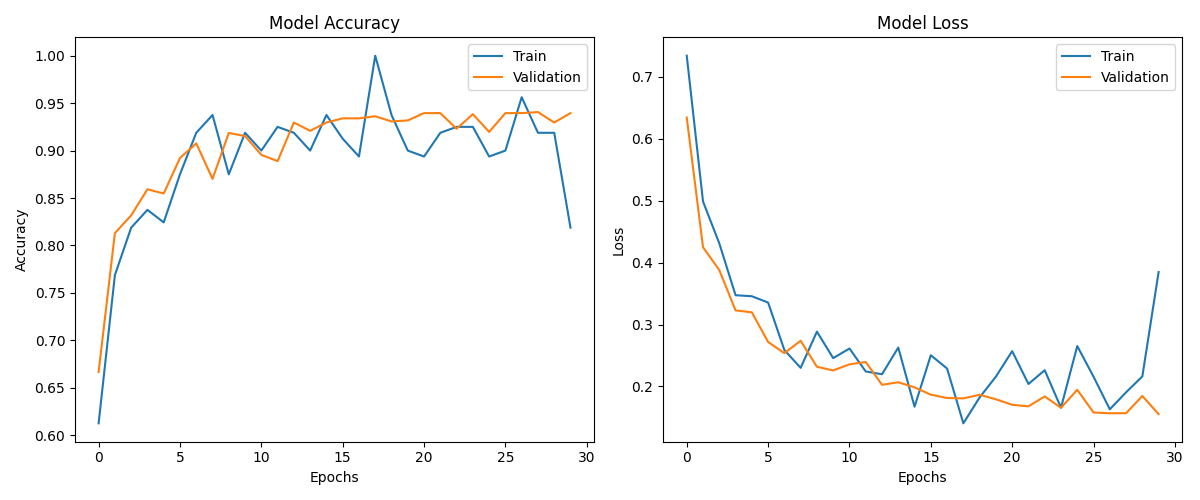 Model Accuracy
Train
Validation
1.00
0.95
0.90
0.85
0.80
0.75
0.70
0.65
0.60
Accuracy
0 5 10 15 20 25 30
Epochs
Model Loss
Train
Validation
0.7
0.6
0.5
0.4
0.3
0.2
Loss
0 5 10 15 20 25 30
Epochs